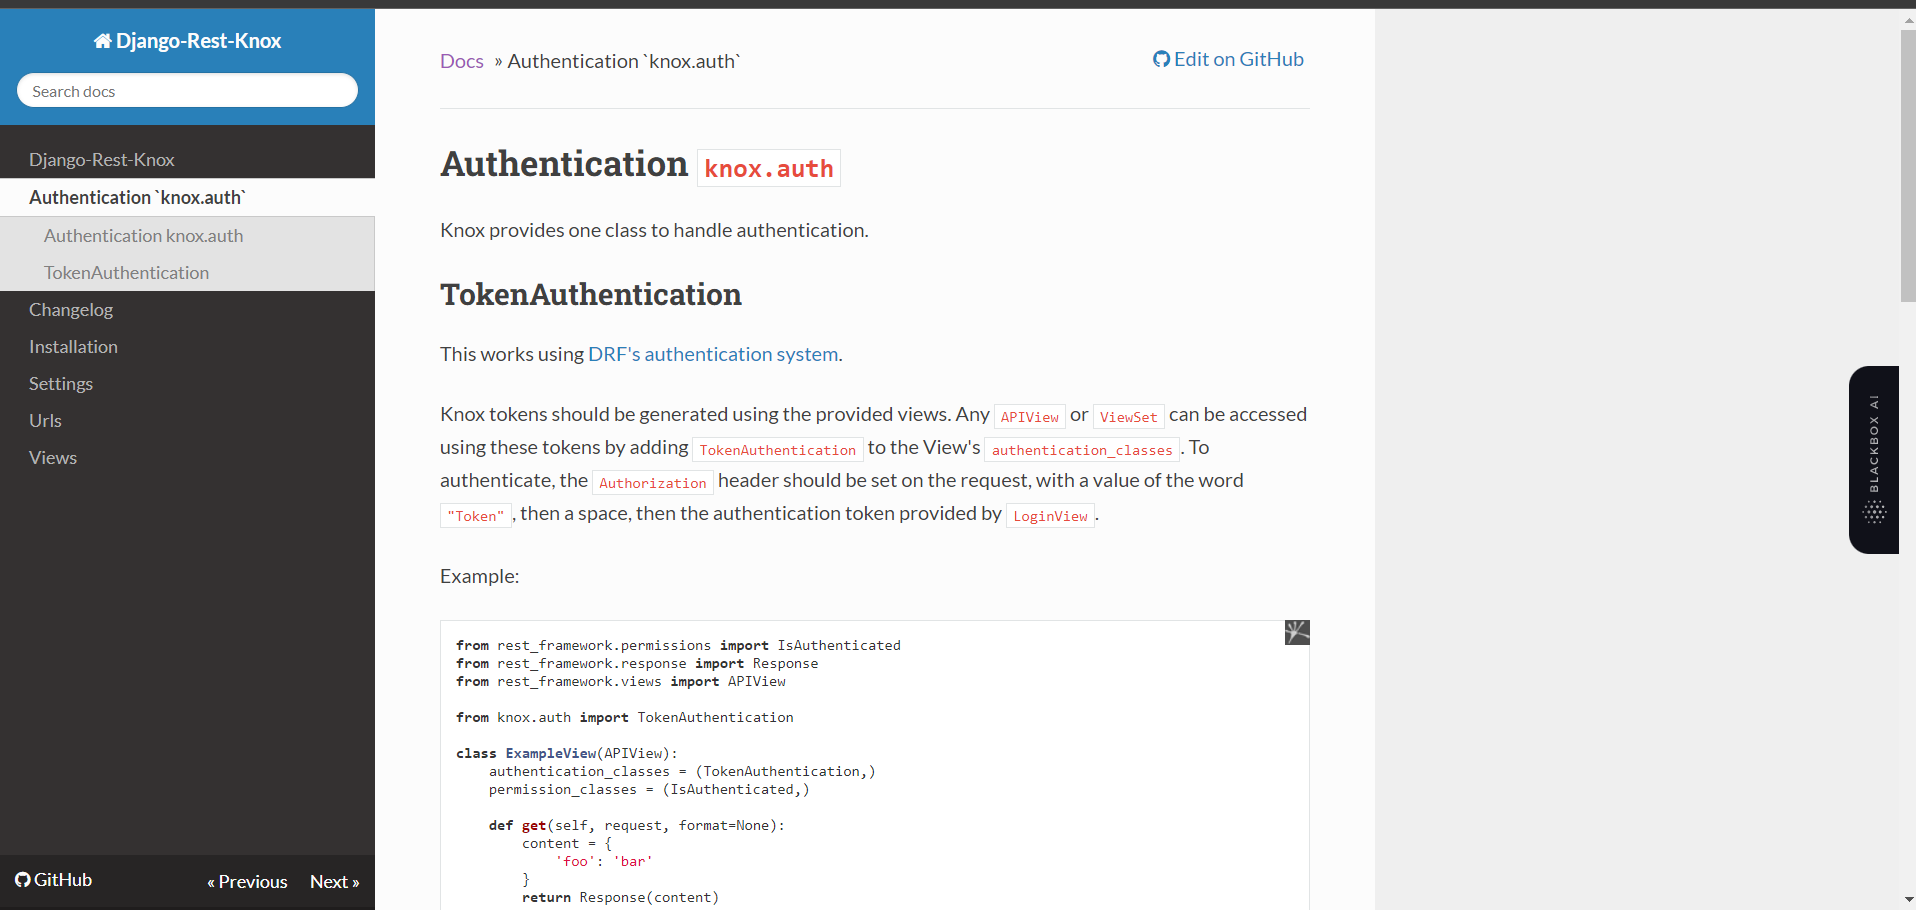 Django-Rest-Knox
Search docs
Django-Rest-Knox
Authentication `knox.auth`
Authentication knox.auth
TokenAuthentication
Changelog
Installation
Settings
Urls
Views
GitHub
« Previous
Next »
Docs » Authentication `knox.auth`
Edit on GitHub
Authentication knox.auth
Knox provides one class to handle authentication.
TokenAuthentication
This works using DRF's authentication system.
Knox tokens should be generated using the provided views. Any APIView or ViewSet can be accessed
using these tokens by adding TokenAuthentication to the View's authentication_classes. To
authenticate, the Authorization header should be set on the request, with a value of the word
"Token", then a space, then the authentication token provided by LoginView.
Example:
from rest_framework.permissions import IsAuthenticated
from rest_framework.response import Response
from rest_framework.views import APIView
from knox.auth import TokenAuthentication
class ExampleView(APIView):
    authentication_classes = (TokenAuthentication,)
    permission_classes = (IsAuthenticated,)
    def get(self, request, format=None):
        content = {
            'foo': 'bar'
        }
        return Response(content)
BLACKBOX AI